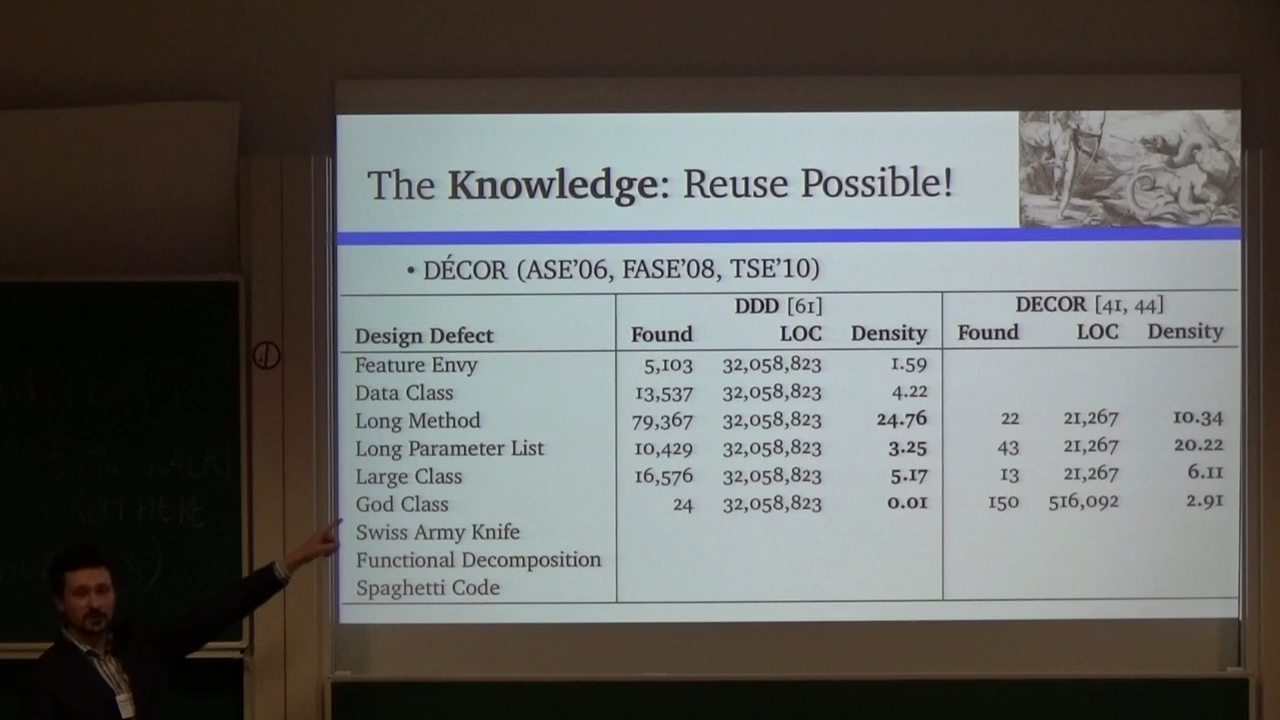 The Knowledge: Reuse Possible!
• DÉCOR (ASE'06, FASE'08, TSE'10)
DDD [61] DECOR [41, 44]
Design Defect Found LOC Density Found LOC Density
Feature Envy 5,103 32,058,823 1.59
Data Class 13,537 32,058,823 4.22
Long Method 79,367 32,058,823 24.76 22 21,267 10.34
Long Parameter List 10,429 32,058,823 3.25 43 21,267 20.22
Large Class 16,576 32,058,823 5.17 13 21,267 6.11
God Class 24 32,058,823 0.01 150 516,092 2.91
Swiss Army Knife
Functional Decomposition
Spaghetti Code